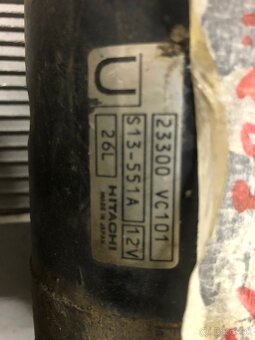 U
23300 VC101
S13-551A 12V
26L HITACHI
MADE IN JAPAN